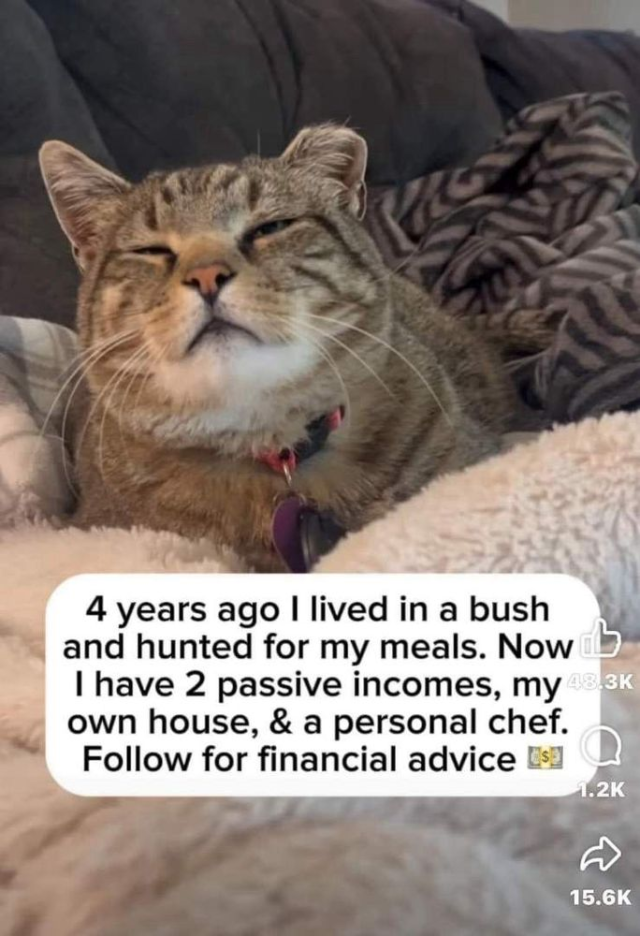 4 years ago I lived in a bush
and hunted for my meals. Now
I have 2 passive incomes, my
own house, & a personal chef.
Follow for financial advice 💵
48.3K
1.2K
15.6K